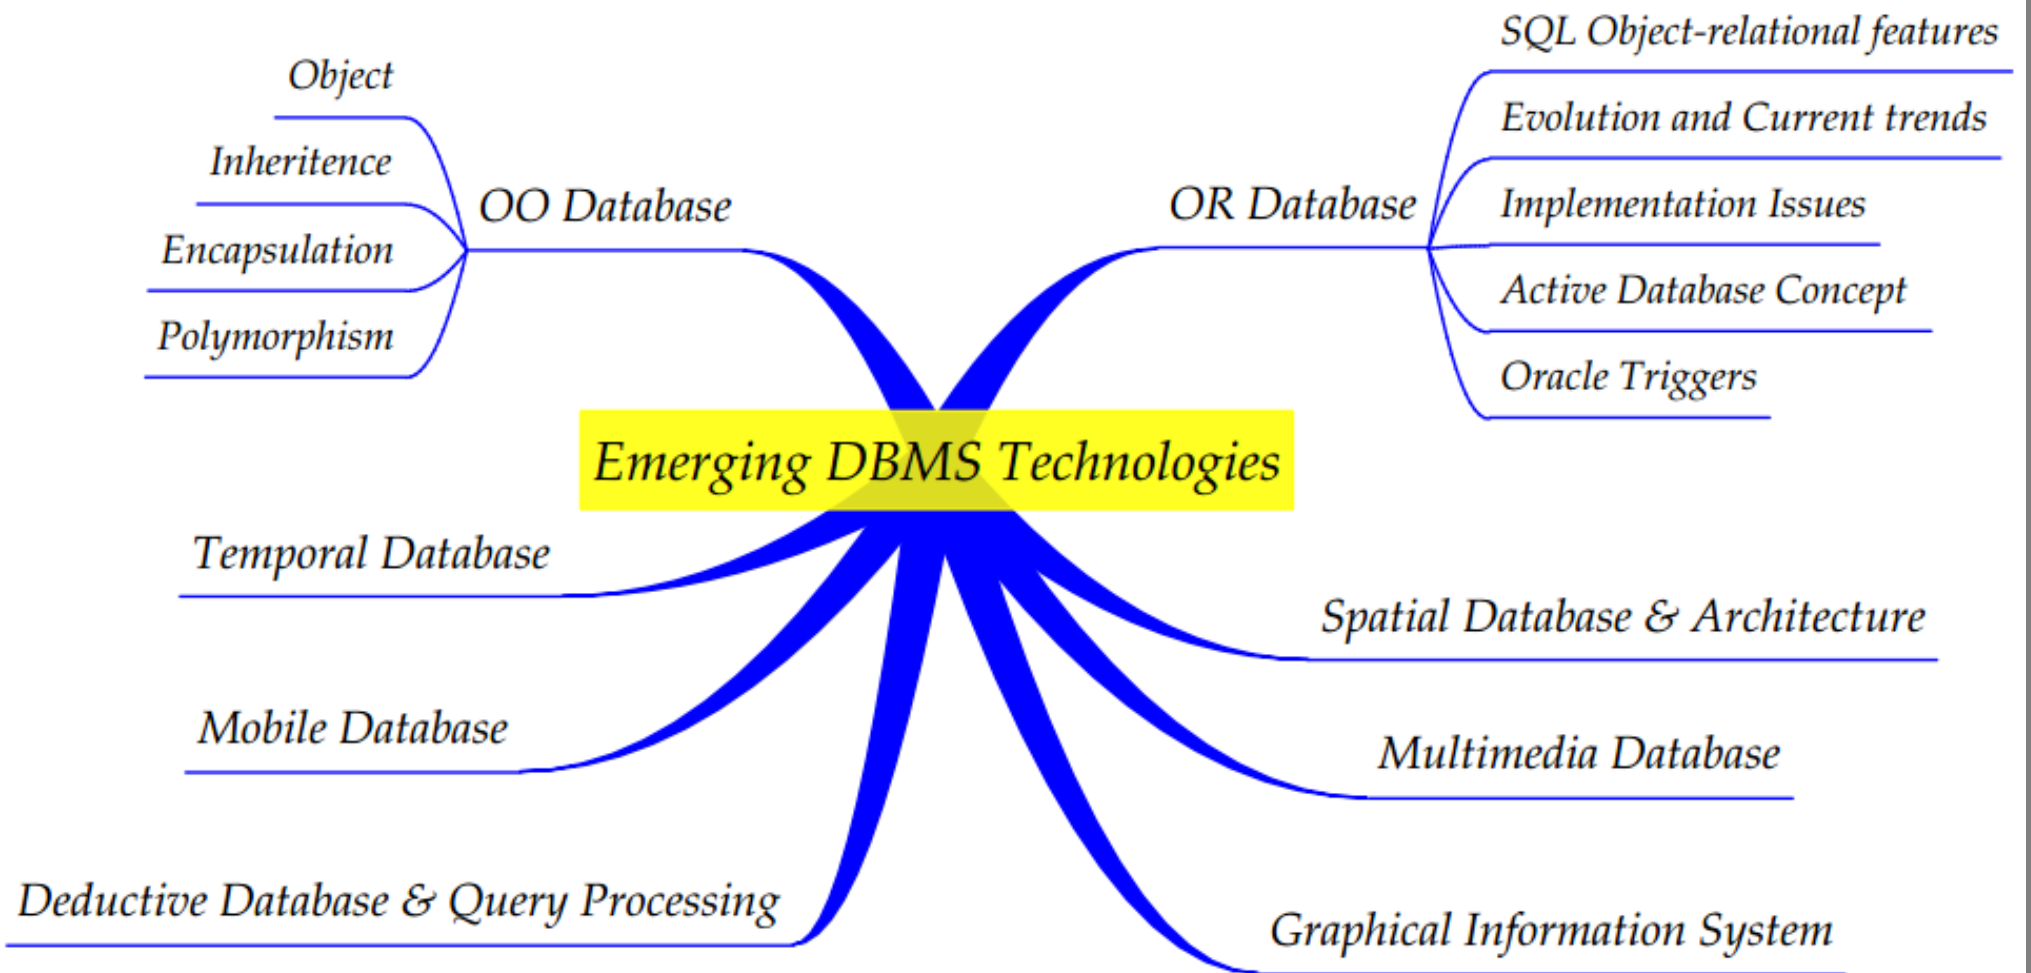 Emerging DBMS Technologies
OO Database
Object
Inheritence
Encapsulation
Polymorphism
OR Database
SQL Object-relational features
Evolution and Current trends
Implementation Issues
Active Database Concept
Oracle Triggers
Temporal Database
Mobile Database
Deductive Database & Query Processing
Spatial Database & Architecture
Multimedia Database
Graphical Information System